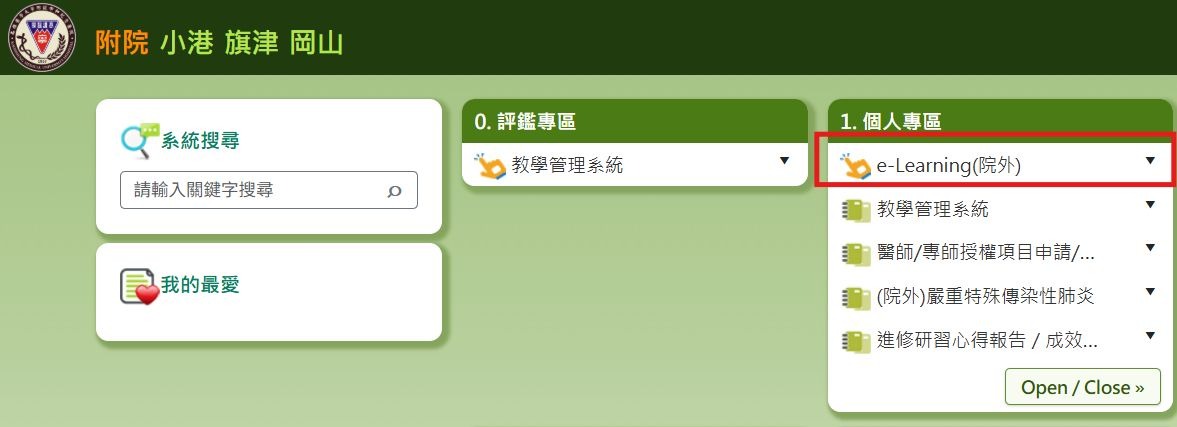 附院 小港 旗津 岡山
系統搜尋
請輸入關鍵字搜尋
我的最愛
0. 評鑑專區
教學管理系統
1. 個人專區
e-Learning(院外)
教學管理系統
醫師/專師授權項目申請/...
(院外)嚴重特殊傳染性肺炎
進修研習心得報告 / 成效...
Open / Close »